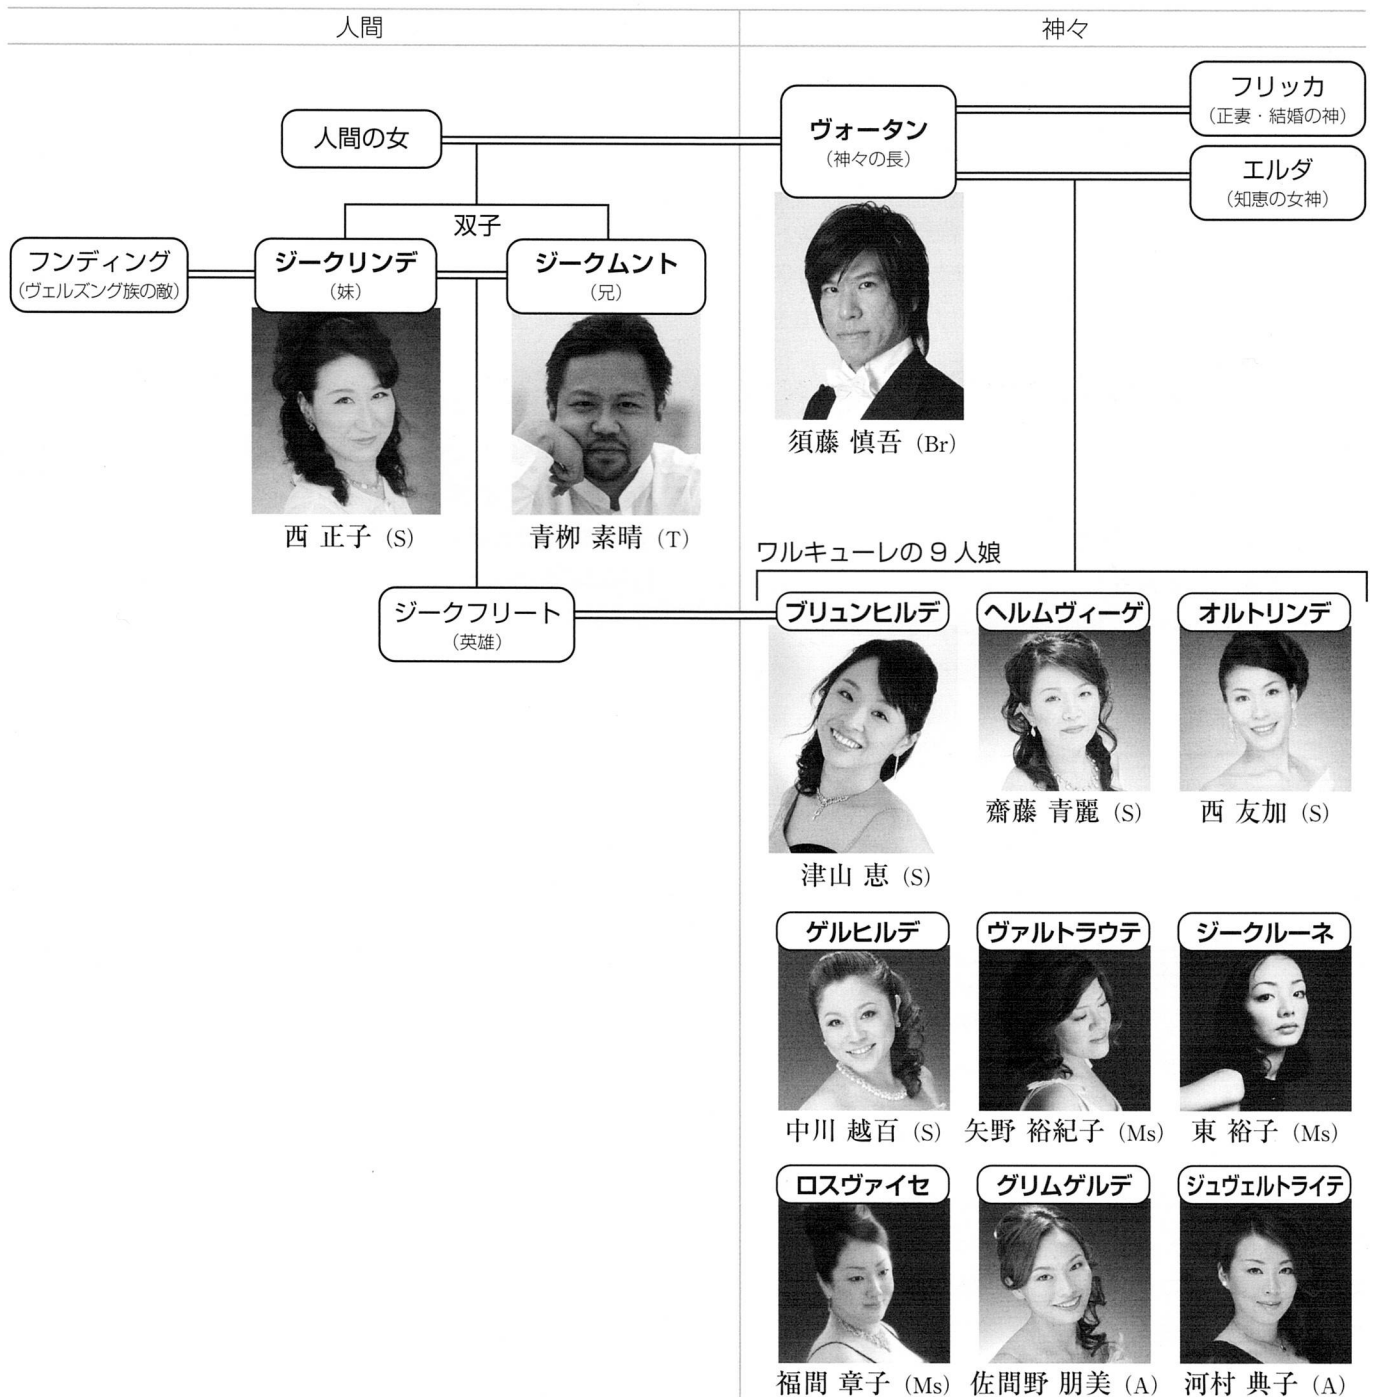 人間
神々
フリッカ
(正妻・結婚の神)
人間の女
ヴォータン
(神々の長)
エルダ
(知恵の女神)
双子
フンディング
(ヴェルズング族の敵)
ジークリンデ
(妹)
ジークムント
(兄)
須藤 慎吾 (Br)
西 正子 (S)
青栁 素晴 (T)
ワルキューレの9人娘
ジークフリート
(英雄)
ブリュンヒルデ
ヘルムヴィーゲ
オルトリンデ
津山 恵 (S)
齋藤 青麗 (S)
西 友加 (S)
ゲルヒルデ
ヴァルトラウテ
ジークルーネ
中川 越百 (S)
矢野 裕紀子 (Ms)
東 裕子 (Ms)
ロスヴァイセ
グリムゲルデ
ジュヴェルトライテ
福間 章子 (Ms)
佐間野 朋美 (A)
河村 典子 (A)